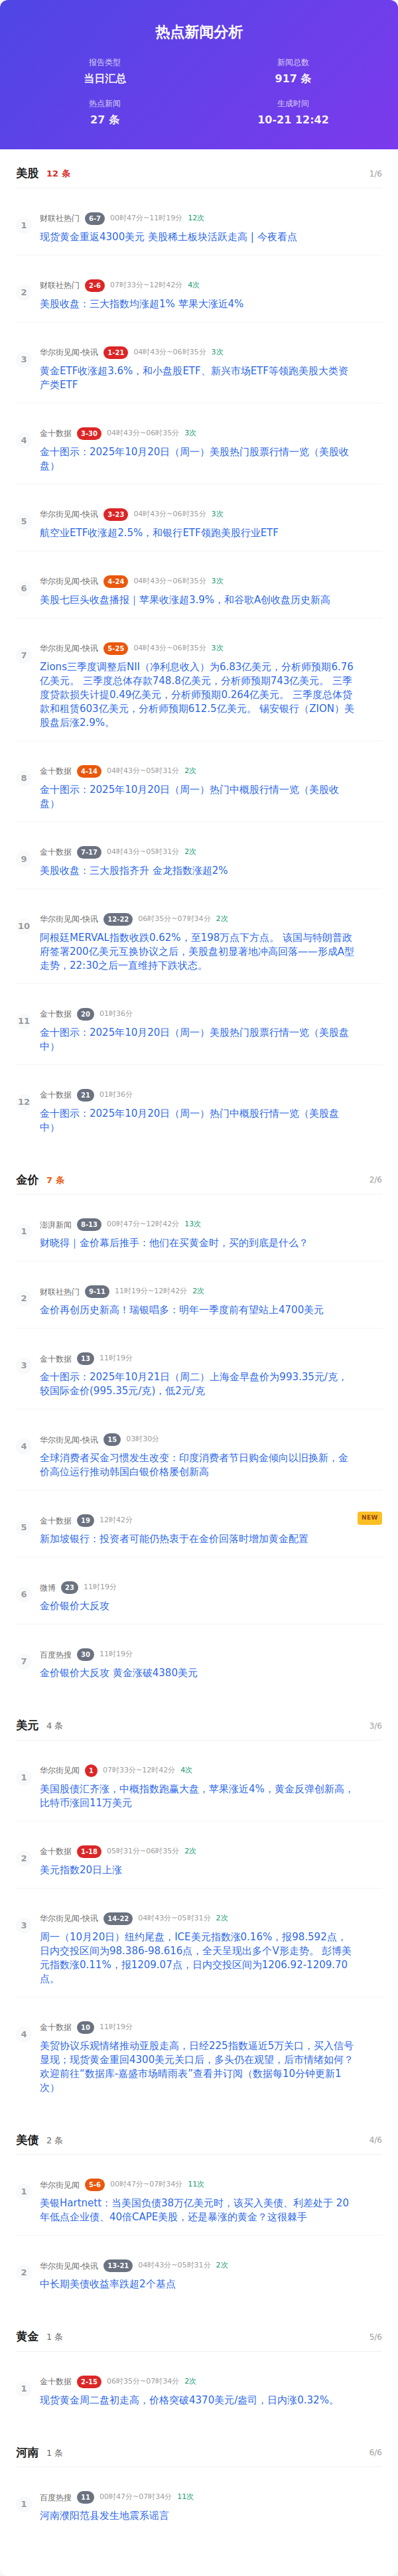 热点新闻分析
报告类型
当日汇总
新闻总数
917 条
热点新闻
27 条
生成时间
10-21 12:42
美股 12 条 1/6
1
财联社热门 6-7 00时47分~11时19分 12次
现货黄金重返4300美元 美股稀土板块活跃走高 | 今夜看点
2
财联社热门 2-6 07时33分~12时42分 4次
美股收盘：三大指数均涨超1% 苹果大涨近4%
3
华尔街见闻-快讯 1-21 04时43分~06时35分 3次
黄金ETF收涨超3.6%，和小盘股ETF、新兴市场ETF等领跑美股大类资
产类ETF
4
金十数据 3-30 04时43分~06时35分 3次
金十图示：2025年10月20日（周一）美股热门股票行情一览（美股收
盘）
5
华尔街见闻-快讯 3-23 04时43分~06时35分 3次
航空业ETF收涨超2.5%，和银行ETF领跑美股行业ETF
6
华尔街见闻-快讯 4-24 04时43分~06时35分 3次
美股七巨头收盘播报｜苹果收涨超3.9%，和谷歌A创收盘历史新高
7
华尔街见闻-快讯 5-25 04时43分~06时35分 3次
Zions三季度调整后NII（净利息收入）为6.83亿美元，分析师预期6.76
亿美元。 三季度总体存款748.8亿美元，分析师预期743亿美元。 三季
度贷款损失计提0.49亿美元，分析师预期0.264亿美元。 三季度总体贷
款和租赁603亿美元，分析师预期612.5亿美元。 锡安银行（ZION）美
股盘后涨2.9%。
8
金十数据 4-14 04时43分~05时31分 2次
金十图示：2025年10月20日（周一）热门中概股行情一览（美股收
盘）
9
金十数据 7-17 04时43分~05时31分 2次
美股收盘：三大股指齐升 金龙指数涨超2%
10
华尔街见闻-快讯 12-22 06时35分~07时34分 2次
阿根廷MERVAL指数收跌0.62%，至198万点下方点。 该国与特朗普政
府签署200亿美元互换协议之后，美股盘初显著地冲高回落——形成A型
走势，22:30之后一直维持下跌状态。
11
金十数据 20 01时36分
金十图示：2025年10月20日（周一）美股热门股票行情一览（美股盘
中）
12
金十数据 21 01时36分
金十图示：2025年10月20日（周一）热门中概股行情一览（美股盘
中）
金价 7 条 2/6
1
澎湃新闻 8-13 00时47分~12时42分 13次
财晓得｜金价幕后推手：他们在买黄金时，买的到底是什么？
2
财联社热门 9-11 11时19分~12时42分 2次
金价再创历史新高！瑞银唱多：明年一季度前有望站上4700美元
3
金十数据 13 11时19分
金十图示：2025年10月21日（周二）上海金早盘价为993.35元/克，
较国际金价(995.35元/克)，低2元/克
4
华尔街见闻-快讯 15 03时30分
全球消费者买金习惯发生改变：印度消费者节日购金倾向以旧换新，金
价高位运行推动韩国白银价格屡创新高
5
金十数据 19 12时42分 NEW
新加坡银行：投资者可能仍热衷于在金价回落时增加黄金配置
6
微博 23 11时19分
金价银价大反攻
7
百度热搜 30 11时19分
金价银价大反攻 黄金涨破4380美元
美元 4 条 3/6
1
华尔街见闻 1 07时33分~12时42分 4次
美国股债汇齐涨，中概指数跑赢大盘，苹果涨近4%，黄金反弹创新高，
比特币涨回11万美元
2
金十数据 1-18 05时31分~06时35分 2次
美元指数20日上涨
3
华尔街见闻-快讯 14-22 04时43分~05时31分 2次
周一（10月20日）纽约尾盘，ICE美元指数涨0.16%，报98.592点，
日内交投区间为98.386-98.616点，全天呈现出多个V形走势。 彭博美
元指数涨0.11%，报1209.07点，日内交投区间为1206.92-1209.70
点。
4
金十数据 10 11时19分
美贸协议乐观情绪推动亚股走高，日经225指数逼近5万关口，买入信号
显现；现货黄金重回4300美元关口后，多头仍在观望，后市情绪如何？
欢迎前往“数据库-嘉盛市场晴雨表”查看并订阅（数据每10分钟更新1
次）
美债 2 条 4/6
1
华尔街见闻 5-6 00时47分~07时34分 11次
美银Hartnett：当美国负债38万亿美元时，该买入美债、利差处于 20
年低点企业债、40倍CAPE美股，还是暴涨的黄金？这很棘手
2
华尔街见闻-快讯 13-21 04时43分~05时31分 2次
中长期美债收益率跌超2个基点
黄金 1 条 5/6
1
金十数据 2-15 06时35分~07时34分 2次
现货黄金周二盘初走高，价格突破4370美元/盎司，日内涨0.32%。
河南 1 条 6/6
1
百度热搜 11 00时47分~07时34分 11次
河南濮阳范县发生地震系谣言